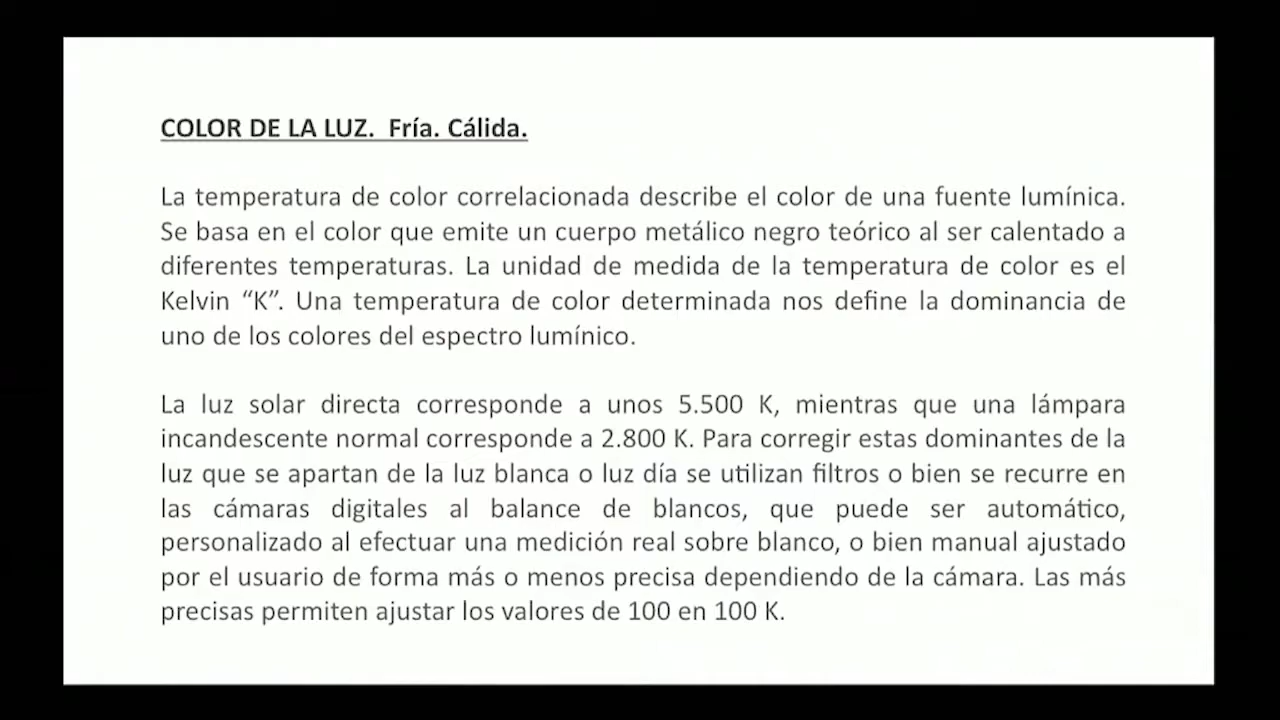 COLOR DE LA LUZ.  Fría. Cálida.
La temperatura de color correlacionada describe el color de una fuente lumínica.
Se basa en el color que emite un cuerpo metálico negro teórico al ser calentado a
diferentes temperaturas. La unidad de medida de la temperatura de color es el
Kelvin “K”. Una temperatura de color determinada nos define la dominancia de
uno de los colores del espectro lumínico.
La luz solar directa corresponde a unos 5.500 K, mientras que una lámpara
incandescente normal corresponde a 2.800 K. Para corregir estas dominantes de la
luz que se apartan de la luz blanca o luz día se utilizan filtros o bien se recurre en
las cámaras digitales al balance de blancos, que puede ser automático,
personalizado al efectuar una medición real sobre blanco, o bien manual ajustado
por el usuario de forma más o menos precisa dependiendo de la cámara. Las más
precisas permiten ajustar los valores de 100 en 100 K.